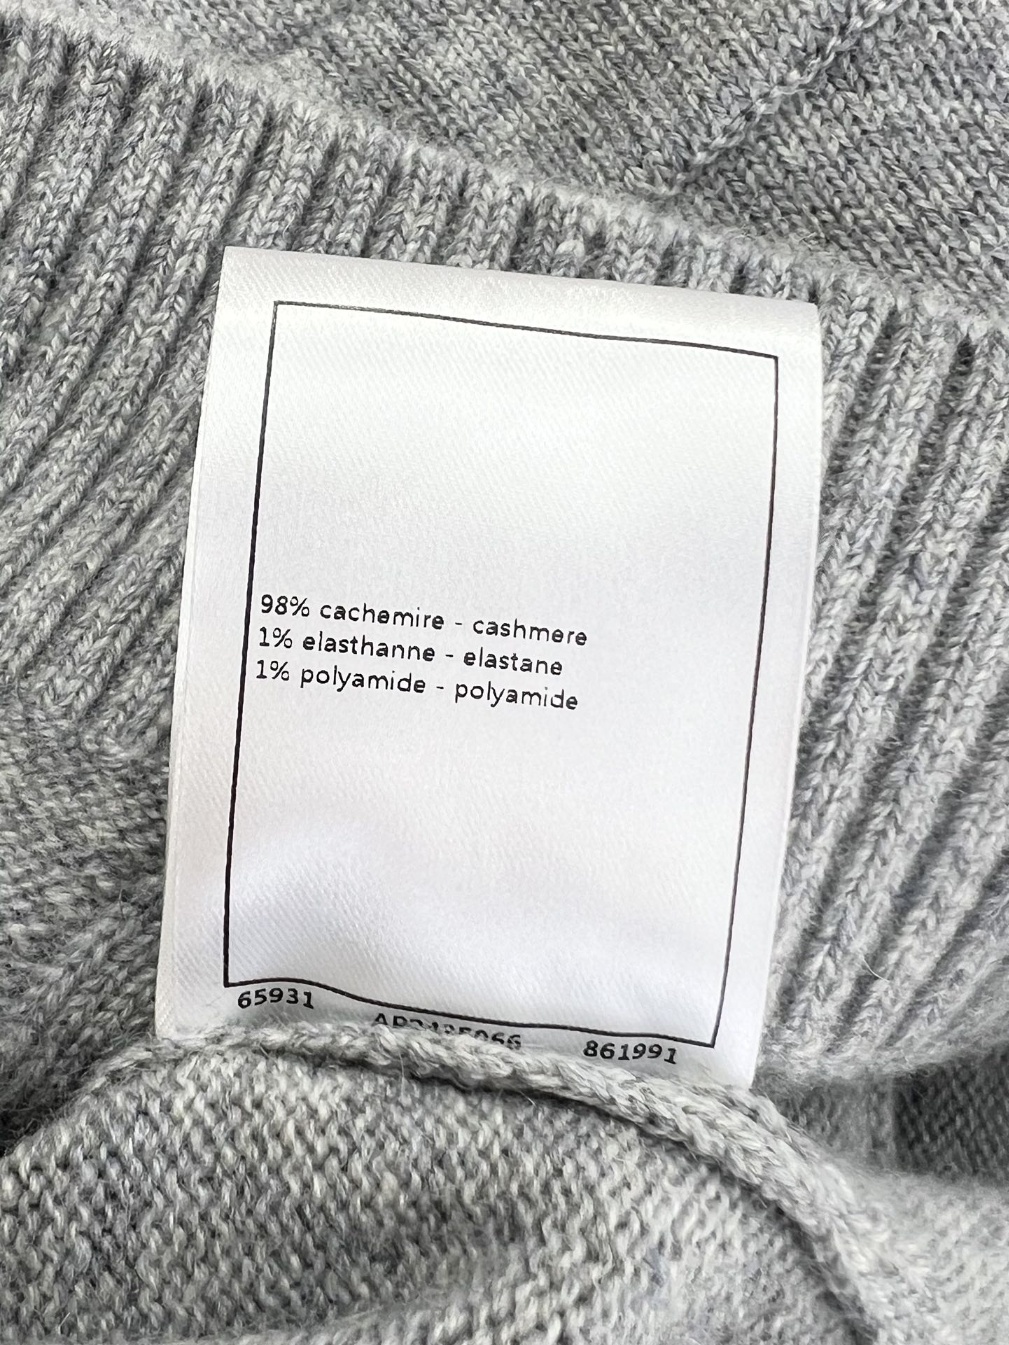 98% cachemire - cashmere
1% elasthanne - elastane
1% polyamide - polyamide
65931 861991